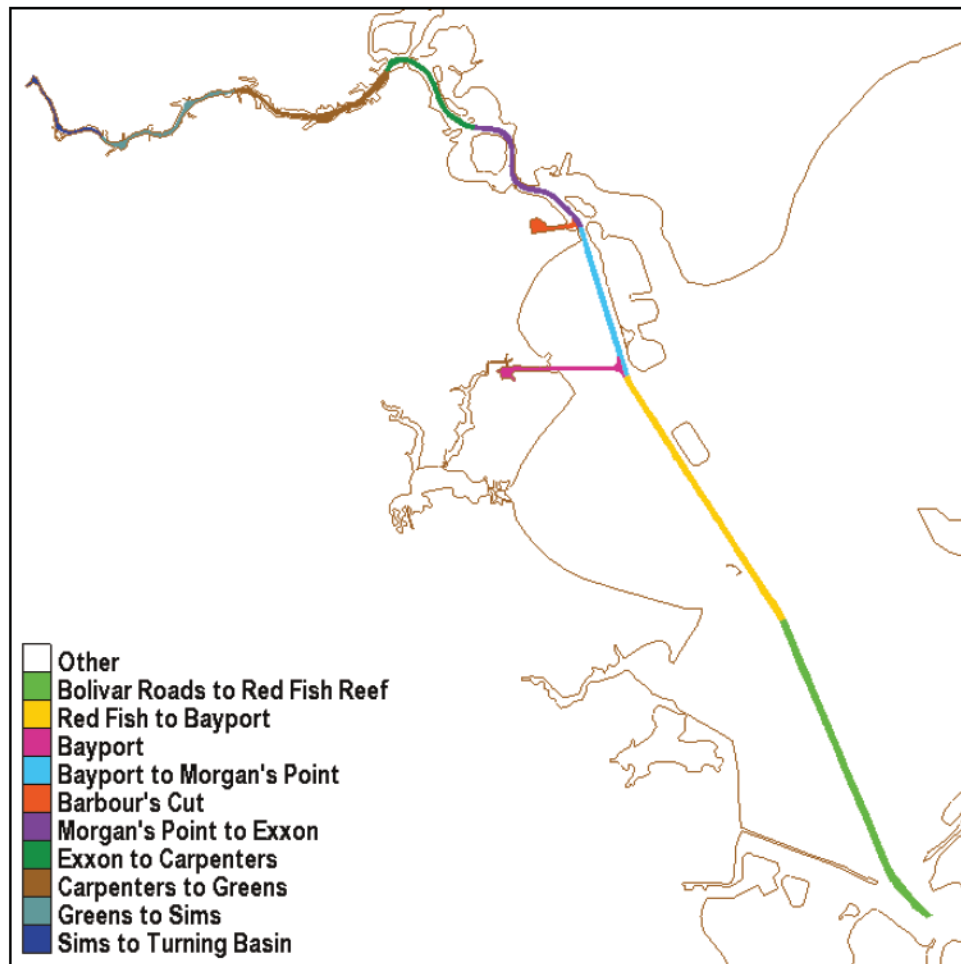 Other
Bolivar Roads to Red Fish Reef
Red Fish to Bayport
Bayport
Bayport to Morgan's Point
Barbour's Cut
Morgan's Point to Exxon
Exxon to Carpenters
Carpenters to Greens
Greens to Sims
Sims to Turning Basin